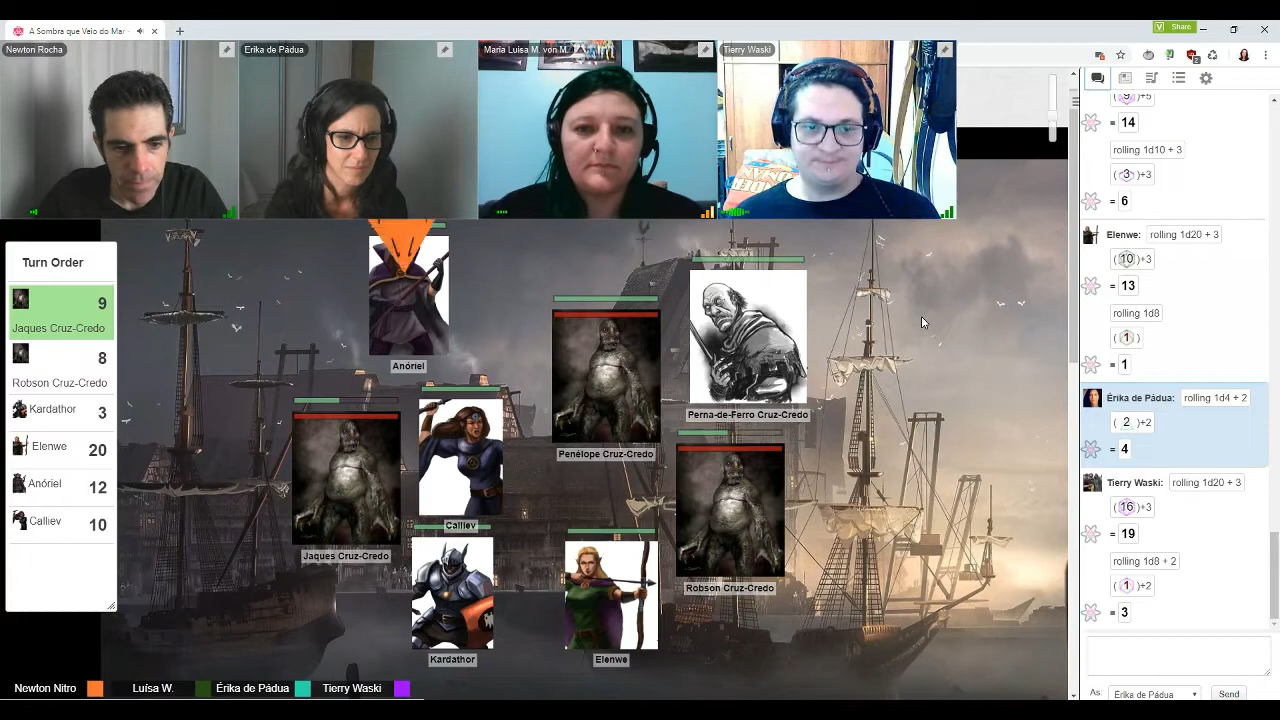 A Sombra que Veio do Mar
Share
Newton Rocha
Erika de Pádua
Maria Luisa M. von M.
Tierry Waski
Turn Order
9
Jaques Cruz-Credo
8
Robson Cruz-Credo
Kardathor 3
Elenwe 20
Anóriel 12
Calliev 10
Anóriel
Perna-de-Ferro Cruz-Credo
Penélope Cruz-Credo
Calliev
Jaques Cruz-Credo
Robson Cruz-Credo
Kardathor
Elenwe
Newton Nitro
Luísa W.
Érika de Pádua
Tierry Waski
(9)+5
= 14
rolling 1d10 + 3
(3)+3
= 6
Elenwe: rolling 1d20 + 3
(10)+3
= 13
rolling 1d8
(1)
= 1
Érika de Pádua: rolling 1d4 + 2
(2)+2
= 4
Tierry Waski: rolling 1d20 + 3
(16)+3
= 19
rolling 1d8 + 2
(1)+2
= 3
As: Érika de Pádua Send